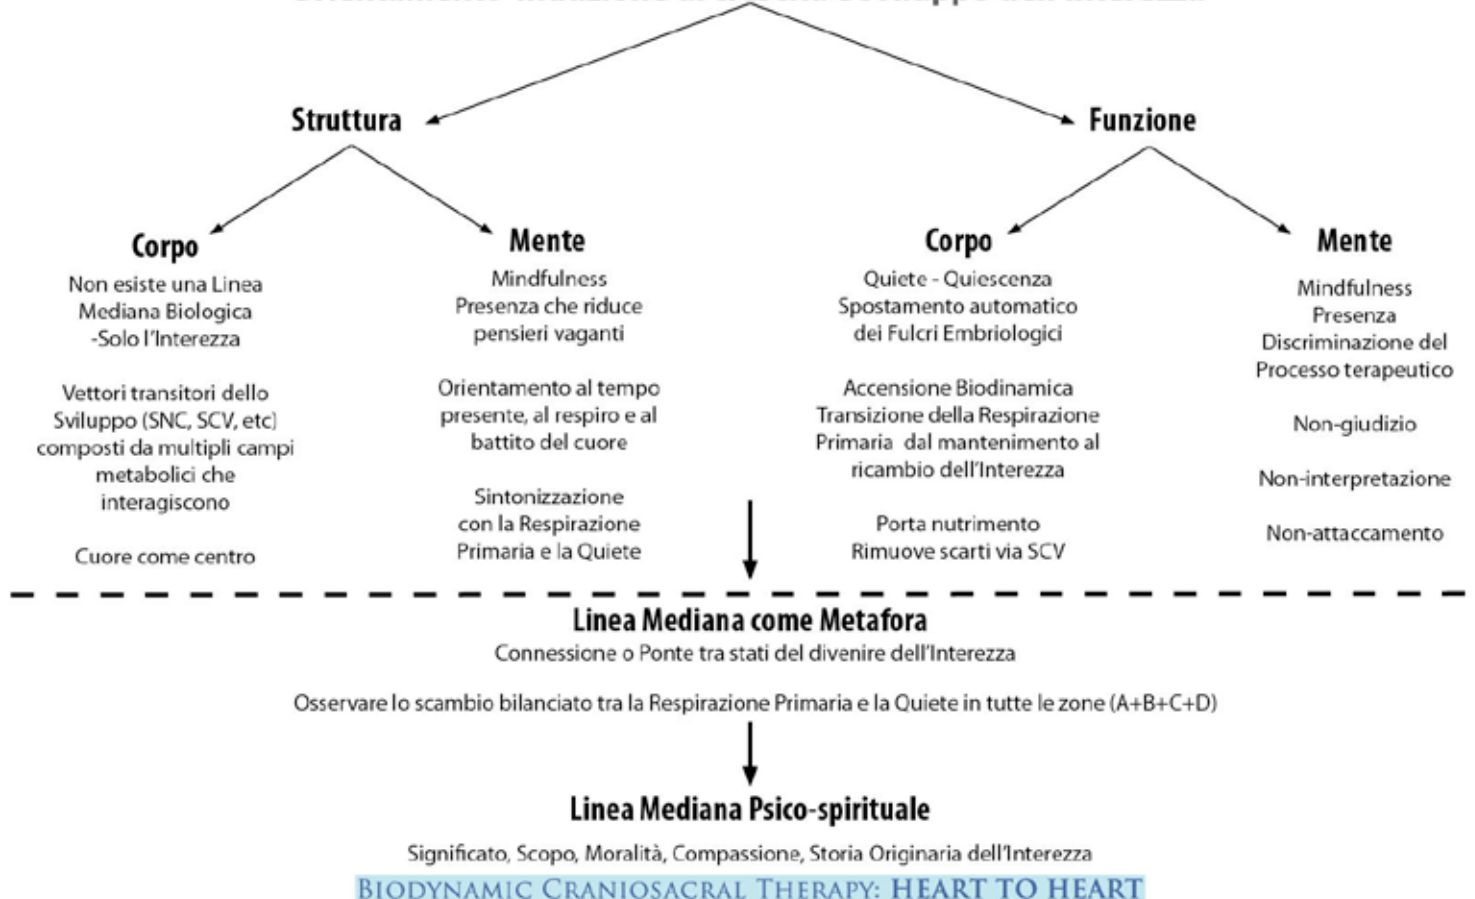 Struttura
Funzione
Corpo
Non esiste una Linea
Mediana Biologica
-Solo l'Interezza
Vettori transitori dello
Sviluppo (SNC, SCV, etc)
composti da multipli campi
metabolici che
interagiscono
Cuore come centro
Mente
Mindfulness
Presenza che riduce
pensieri vaganti
Orientamento al tempo
presente, al respiro e al
battito del cuore
Sintonizzazione
con la Respirazione
Primaria e la Quiete
Corpo
Quiete - Quiescenza
Spostamento automatico
dei Fulcri Embriologici
Accensione Biodinamica
Transizione della Respirazione
Primaria dal mantenimento al
ricambio dell'Interezza
Porta nutrimento
Rimuove scarti via SCV
Mente
Mindfulness
Presenza
Discriminazione del
Processo terapeutico
Non-giudizio
Non-interpretazione
Non-attaccamento
Linea Mediana come Metafora
Connessione o Ponte tra stati del divenire dell'Interezza
Osservare lo scambio bilanciato tra la Respirazione Primaria e la Quiete in tutte le zone (A+B+C+D)
Linea Mediana Psico-spirituale
Significato, Scopo, Moralità, Compassione, Storia Originaria dell'Interezza
BIODYNAMIC CRANIOSACRAL THERAPY: HEART TO HEART